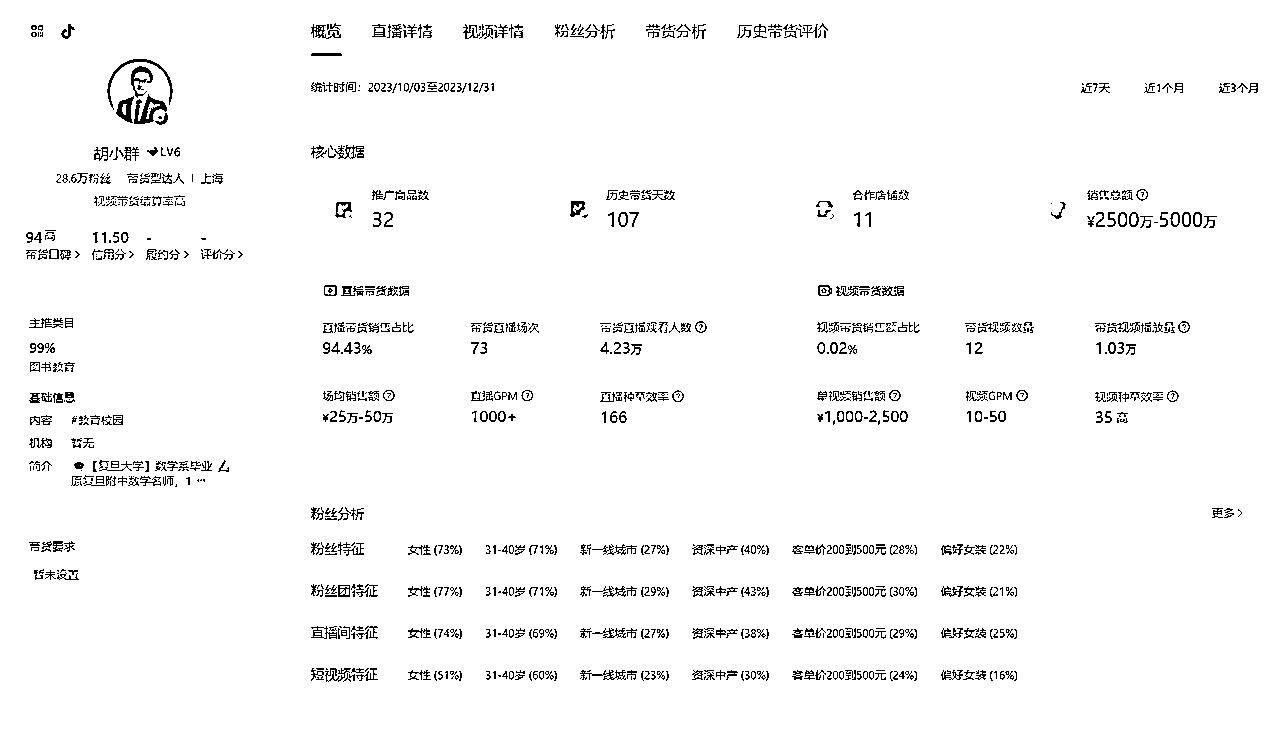 概览 直播详情 视频详情 粉丝分析 带货分析 历史带货评价
统计时间: 2023/10/03至2023/12/31 近7天 近1个月 近3个月
胡小群 LV6
28.6万粉丝 带货型达人 | 上海
视频带货结算率高
94高 11.50 - -
带货口碑> 信用分> 履约分> 评价分>
主推类目
99%
图书教育
基础信息
内容 #教育校园
机构 暂无
简介 🎓【复旦大学】数学系毕业
原复旦附中数学名师，1 ···
带货要求
暂未设置
核心数据
推广商品数 历史带货天数 合作店铺数 销售总额
32 107 11 ¥2500万-5000万
直播带货数据
直播带货销售占比 带货直播场次 带货直播观看人数
94.43% 73 4.23万
场均销售额 直播GPM 直播种草效率
¥25万-50万 1000+ 166
视频带货数据
视频带货销售额占比 带货视频数量 带货视频播放量
0.02% 12 1.03万
单视频销售额 视频GPM 视频种草效率
¥1,000-2,500 10-50 35 高
粉丝分析 更多>
粉丝特征 女性 (73%) 31-40岁 (71%) 新一线城市 (27%) 资深中产 (40%) 客单价200到500元 (28%) 偏好女装 (22%)
粉丝团特征 女性 (77%) 31-40岁 (71%) 新一线城市 (29%) 资深中产 (43%) 客单价200到500元 (30%) 偏好女装 (21%)
直播间特征 女性 (74%) 31-40岁 (69%) 新一线城市 (27%) 资深中产 (38%) 客单价200到500元 (29%) 偏好女装 (25%)
短视频特征 女性 (51%) 31-40岁 (60%) 新一线城市 (23%) 资深中产 (30%) 客单价200到500元 (24%) 偏好女装 (16%)